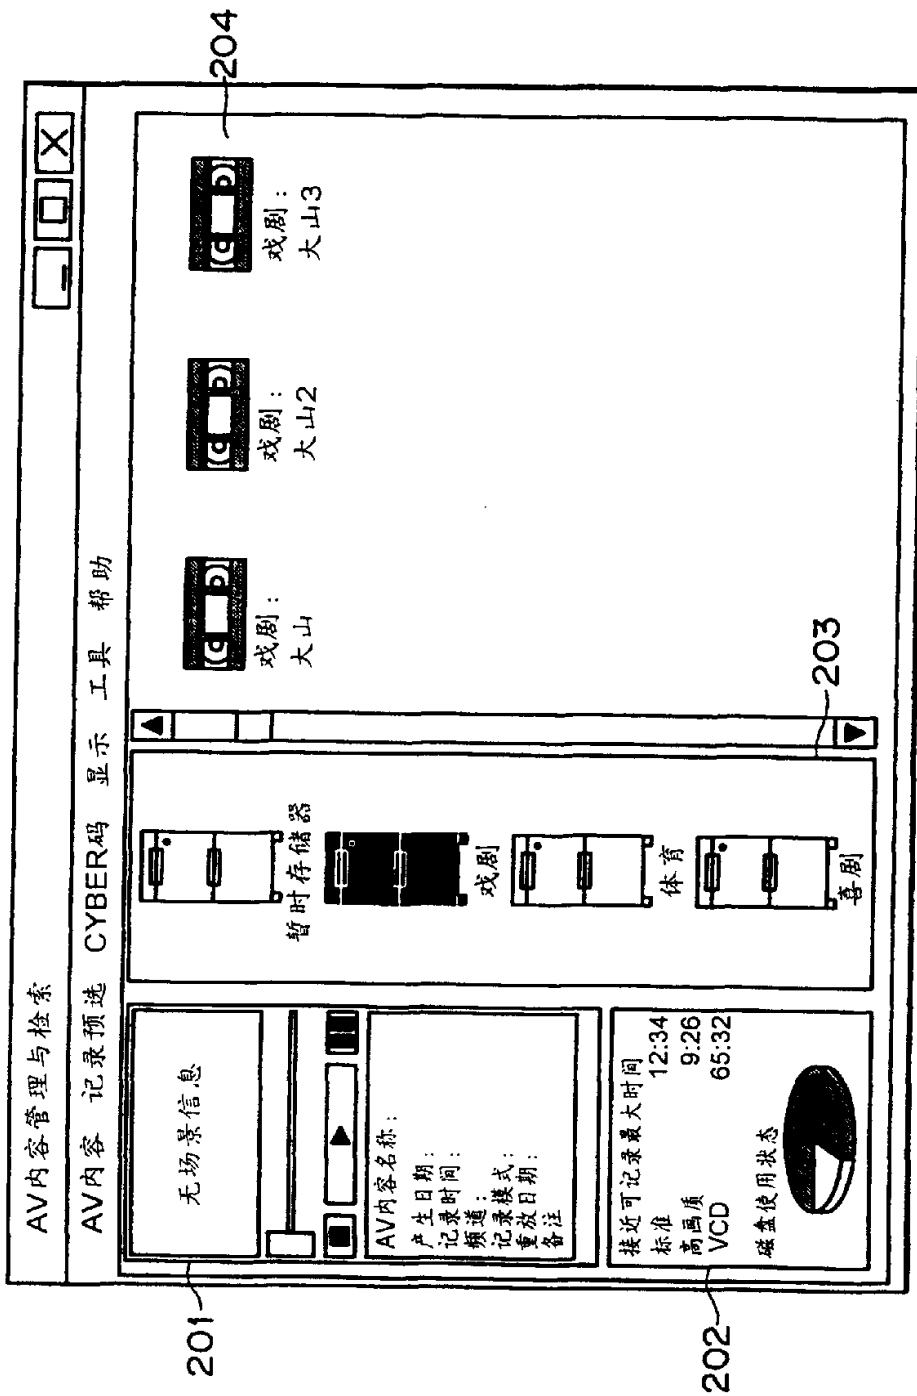 AV内容管理与检索
AV内容 记录预选 CYBER码 显示 工具 帮助
201
无场景信息
AV内容名称:
产生日期:
记录时间:
频道:
记录模式:
重放日期:
备注
202
接近可记录最大时间
标准 12:34
高画质 9:26
VCD 65:32
磁盘使用状态
暂时存储器
戏剧
体育
喜剧
203
戏剧:
大山
戏剧:
大山2
戏剧:
大山3
204